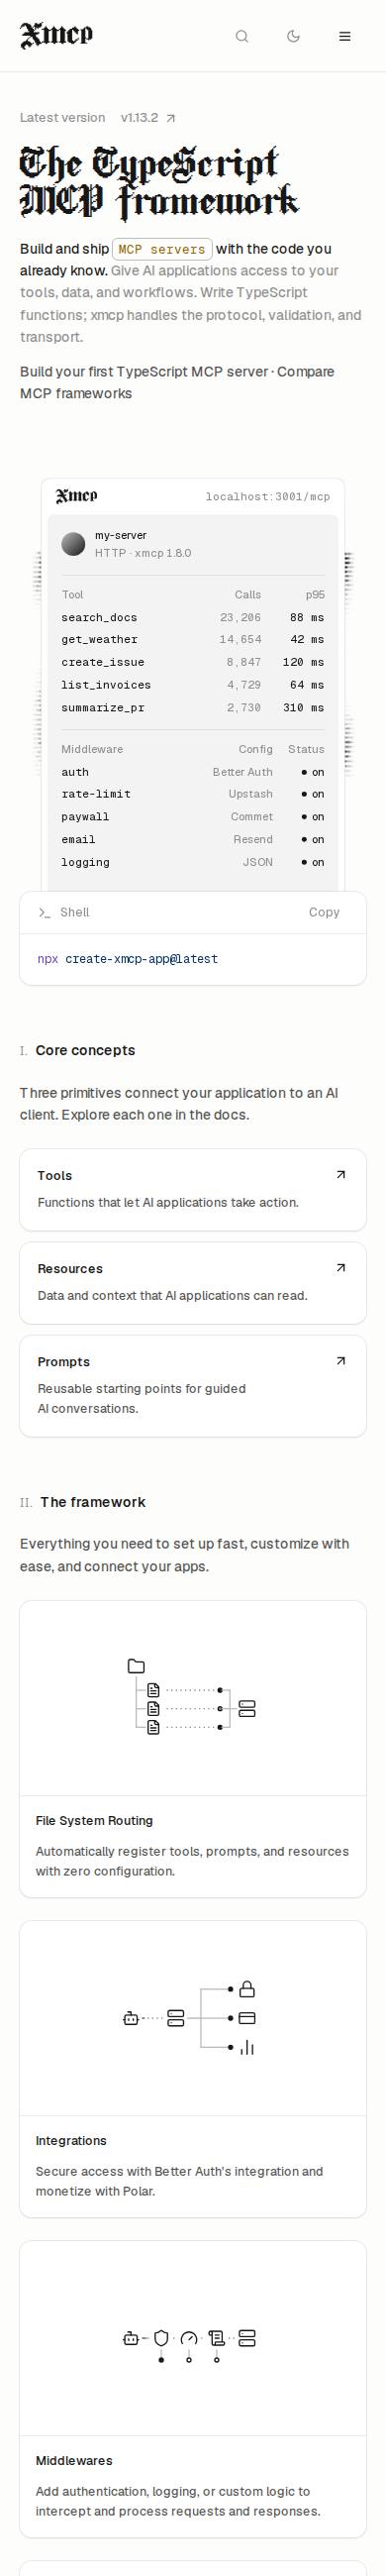 Xmcp
Latest version v1.13.2
The TypeScript
MCP framework
Build and ship MCP servers with the code you
already know. Give AI applications access to your
tools, data, and workflows. Write TypeScript
functions; xmcp handles the protocol, validation, and
transport.
Build your first TypeScript MCP server · Compare
MCP frameworks
Xmcp localhost:3001/mcp
my-server
HTTP · xmcp 1.8.0
Tool Calls p95
search_docs 23,206 88 ms
get_weather 14,654 42 ms
create_issue 8,847 120 ms
list_invoices 4,729 64 ms
summarize_pr 2,730 310 ms
Middleware Config Status
auth Better Auth on
rate-limit Upstash on
paywall Commet on
email Resend on
logging JSON on
Shell Copy
npx create-xmcp-app@latest
I. Core concepts
Three primitives connect your application to an AI
client. Explore each one in the docs.
Tools
Functions that let AI applications take action.
Resources
Data and context that AI applications can read.
Prompts
Reusable starting points for guided
AI conversations.
II. The framework
Everything you need to set up fast, customize with
ease, and connect your apps.
File System Routing
Automatically register tools, prompts, and resources
with zero configuration.
Integrations
Secure access with Better Auth's integration and
monetize with Polar.
Middlewares
Add authentication, logging, or custom logic to
intercept and process requests and responses.